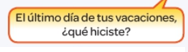 El último día de tus vacaciones,
¿qué hiciste?